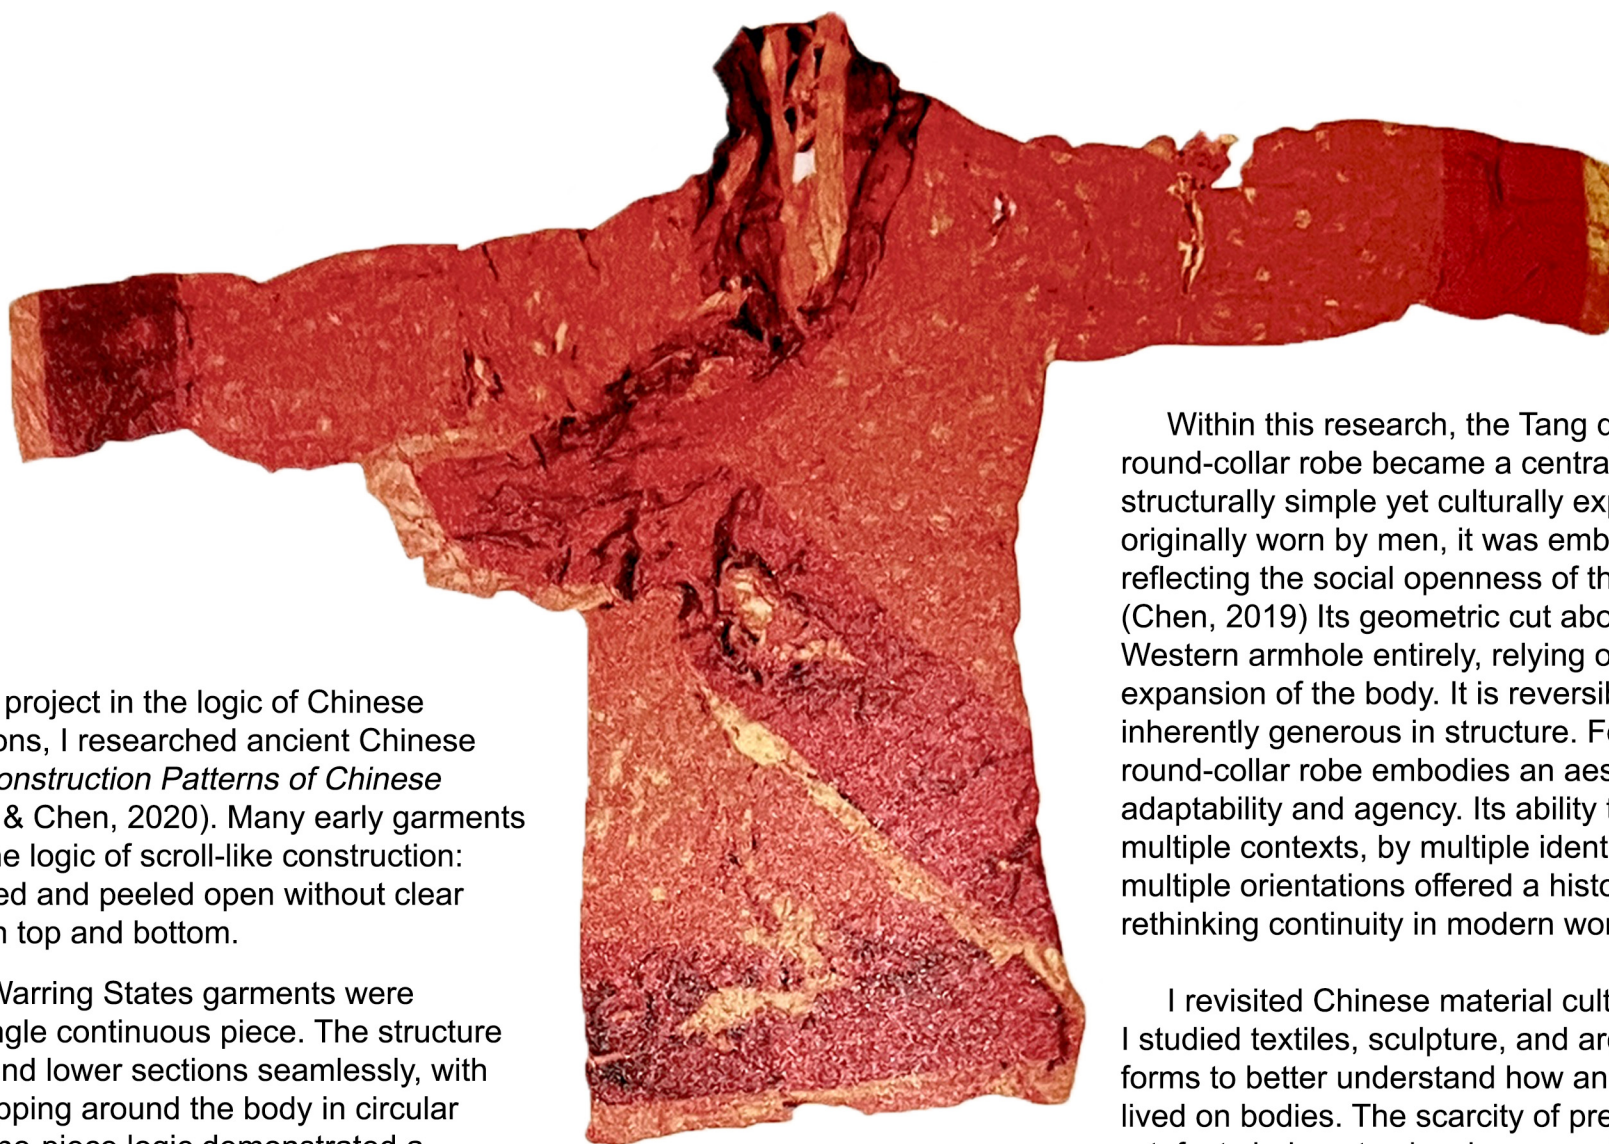 project in the logic of Chinese
I researched ancient Chinese
Construction Patterns of Chinese
& Chen, 2020). Many early garments
logic of scroll-like construction:
and peeled open without clear
top and bottom.
Warring States garments were
continuous piece. The structure
lower sections seamlessly, with
around the body in circular
Within this research, the Tang
round-collar robe became a
structurally simple yet culturally
originally worn by men, it was
reflecting the social openness of
(Chen, 2019) Its geometric cut
Western armhole entirely, relying
expansion of the body. It is
inherently generous in structure.
round-collar robe embodies an
adaptability and agency. Its ability
multiple contexts, by multiple
multiple orientations offered a
rethinking continuity in modern
I revisited Chinese material
I studied textiles, sculpture, and
forms to better understand how
lived on bodies. The scarcity of